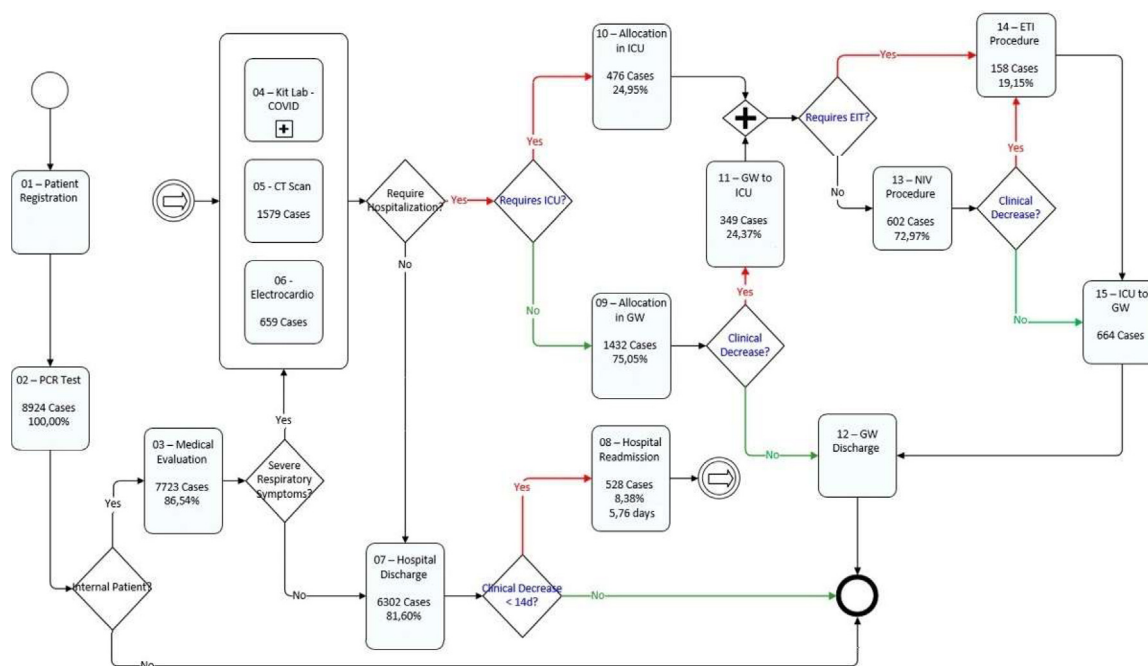 01 – Patient
Registration
02 – PCR Test
8924 Cases
100,00%
Internal Patient?
Yes
No
03 – Medical
Evaluation
7723 Cases
86,54%
Severe
Respiratory
Symptoms?
Yes
No
04 – Kit Lab -
COVID
05 - CT Scan
1579 Cases
06 -
Electrocardio
659 Cases
Require
Hospitalization?
Yes
No
07 – Hospital
Discharge
6302 Cases
81,60%
Clinical Decrease
< 14d?
Yes
No
08 – Hospital
Readmission
528 Cases
8,38%
5,76 days
Requires ICU?
Yes
No
09 – Allocation
in GW
1432 Cases
75,05%
10 – Allocation
in ICU
476 Cases
24,95%
Clinical
Decrease?
Yes
No
11 – GW to
ICU
349 Cases
24,37%
12 – GW
Discharge
Requires EIT?
Yes
No
13 – NIV
Procedure
602 Cases
72,97%
Clinical
Decrease?
Yes
No
14 – ETI
Procedure
158 Cases
19,15%
15 – ICU to
GW
664 Cases